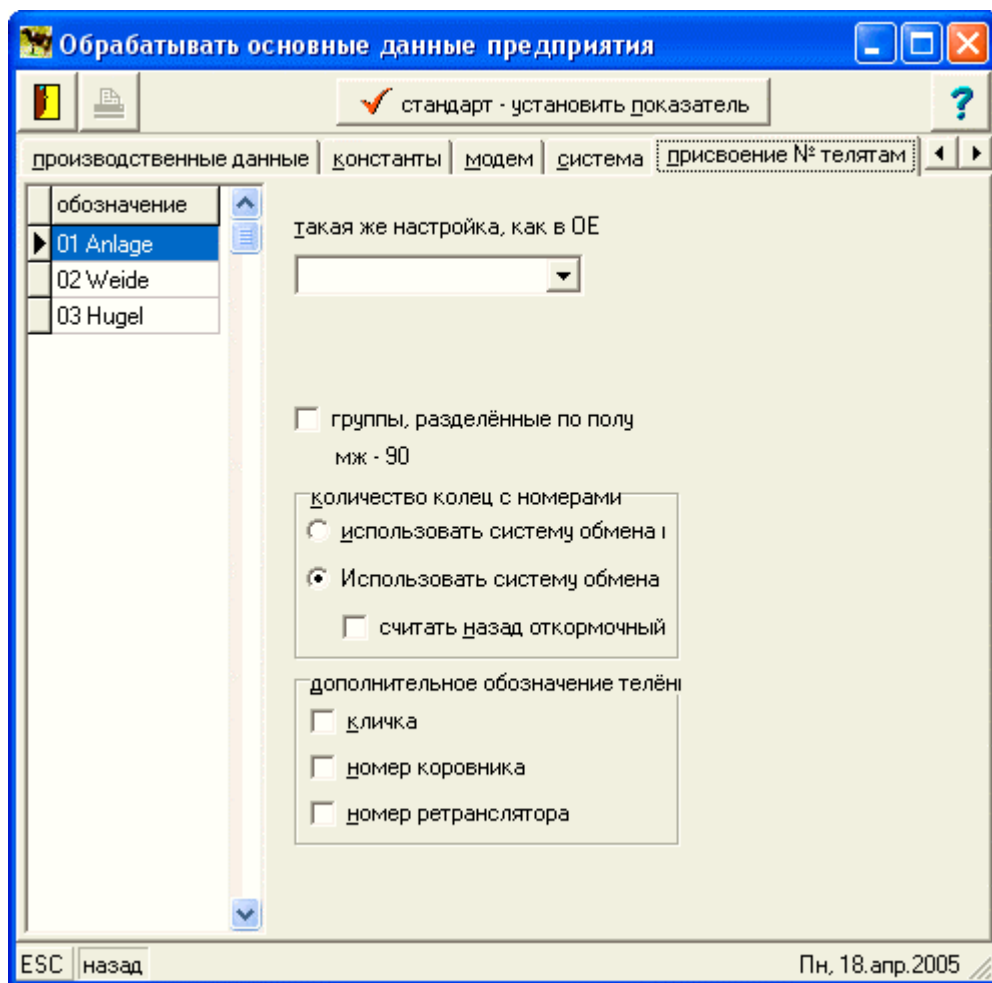 Обрабатывать основные данные предприятия
стандарт - установить показатель
?
производственные данные
константы
модем
система
присвоение № телятам
обозначение
01 Anlage
02 Weide
03 Hugel
такая же настройка, как в ОЕ
группы, разделённые по полу
мж - 90
количество колец с номерами
использовать систему обмена
Использовать систему обмена
считать назад откормочный
дополнительное обозначение
кличка
номер коровника
номер ретранслятора
ESC назад
Пн, 18.апр.2005